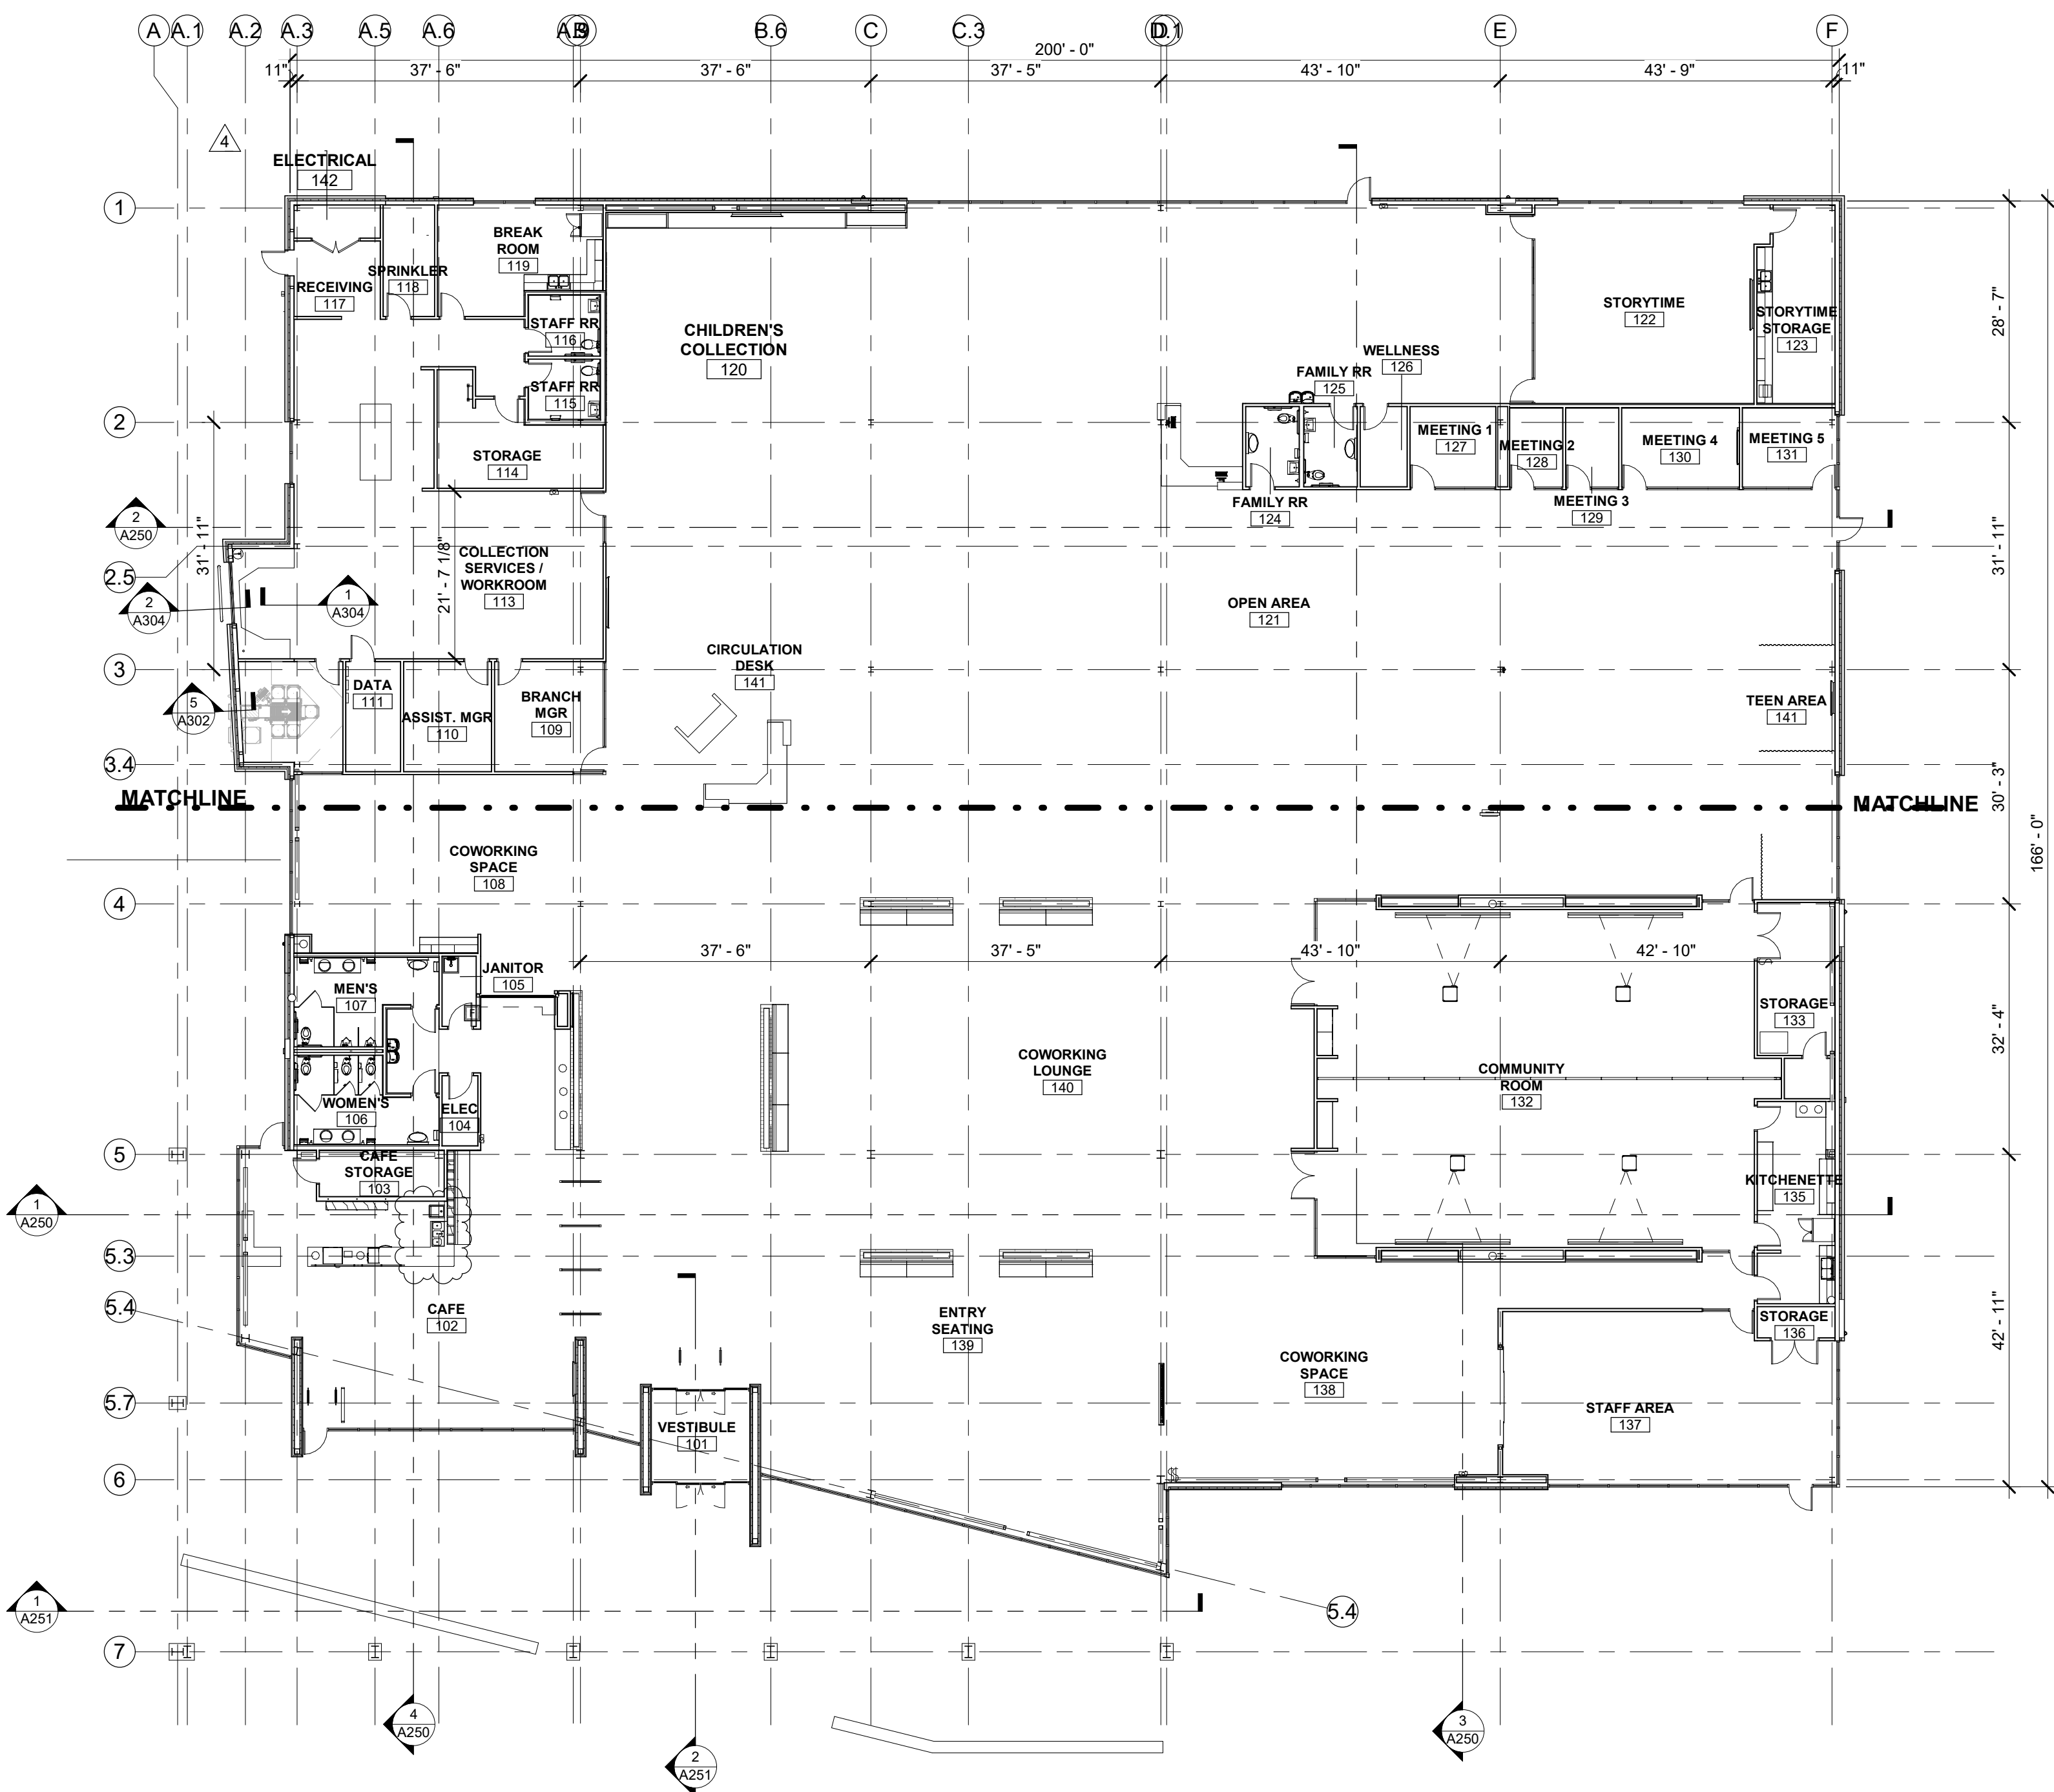 A A.1 A.2 A.3 A.5 A.6 A.9 B B.6 C C.3 D D.1 E F
200' - 0"
11" 37' - 6" 37' - 6" 37' - 5" 43' - 10" 43' - 9" 11"
4
ELECTRICAL
142
1
BREAK
ROOM
119
SPRINKLER
118
RECEIVING
117
STAFF RR
116
STAFF RR
115
CHILDREN'S
COLLECTION
120
STORYTIME
122
STORYTIME
STORAGE
123
28' - 7"
WELLNESS
126
FAMILY RR
125
2
MEETING 1
127
MEETING 2
128
MEETING 4
130
MEETING 5
131
STORAGE
114
FAMILY RR
124
MEETING 3
129
2
A250
31' - 11"
21' - 7 1/8"
COLLECTION
SERVICES /
WORKROOM
113
2.5
2
A304
1
A304
OPEN AREA
121
31' - 11"
CIRCULATION
DESK
141
3
DATA
111
ASSIST. MGR
110
BRANCH
MGR
109
5
A302
TEEN AREA
141
3.4
MATCHLINE
MATCHLINE
30' - 3"
166' - 0"
COWORKING
SPACE
108
4
37' - 6" 37' - 5" 43' - 10" 42' - 10"
JANITOR
105
MEN'S
107
STORAGE
133
32' - 4"
COWORKING
LOUNGE
140
COMMUNITY
ROOM
132
WOMEN'S
106
ELEC
104
5
CAFE
STORAGE
103
KITCHENETTE
135
1
A250
5.3
5.4
CAFE
102
ENTRY
SEATING
139
STORAGE
136
42' - 11"
COWORKING
SPACE
138
5.7
VESTIBULE
101
STAFF AREA
137
6
1
A251
5.4
7
4
A250
3
A250
2
A251